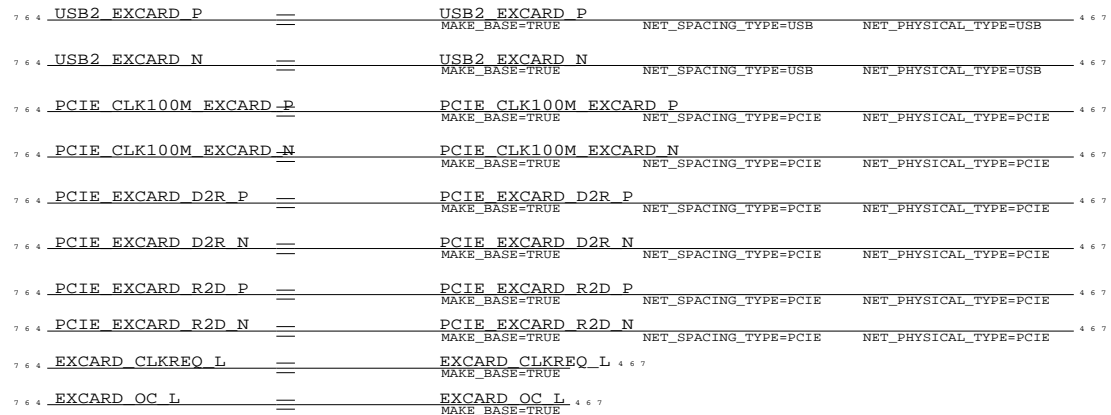 7 6 4 USB2_EXCARD_P USB2_EXCARD_P 4 6 7
MAKE_BASE=TRUE NET_SPACING_TYPE=USB NET_PHYSICAL_TYPE=USB
7 6 4 USB2_EXCARD_N USB2_EXCARD_N 4 6 7
MAKE_BASE=TRUE NET_SPACING_TYPE=USB NET_PHYSICAL_TYPE=USB
7 6 4 PCIE_CLK100M_EXCARD_P PCIE_CLK100M_EXCARD_P 4 6 7
MAKE_BASE=TRUE NET_SPACING_TYPE=PCIE NET_PHYSICAL_TYPE=PCIE
7 6 4 PCIE_CLK100M_EXCARD_N PCIE_CLK100M_EXCARD_N 4 6 7
MAKE_BASE=TRUE NET_SPACING_TYPE=PCIE NET_PHYSICAL_TYPE=PCIE
7 6 4 PCIE_EXCARD_D2R_P PCIE_EXCARD_D2R_P 4 6 7
MAKE_BASE=TRUE NET_SPACING_TYPE=PCIE NET_PHYSICAL_TYPE=PCIE
7 6 4 PCIE_EXCARD_D2R_N PCIE_EXCARD_D2R_N 4 6 7
MAKE_BASE=TRUE NET_SPACING_TYPE=PCIE NET_PHYSICAL_TYPE=PCIE
7 6 4 PCIE_EXCARD_R2D_P PCIE_EXCARD_R2D_P 4 6 7
MAKE_BASE=TRUE NET_SPACING_TYPE=PCIE NET_PHYSICAL_TYPE=PCIE
7 6 4 PCIE_EXCARD_R2D_N PCIE_EXCARD_R2D_N 4 6 7
MAKE_BASE=TRUE NET_SPACING_TYPE=PCIE NET_PHYSICAL_TYPE=PCIE
7 6 4 EXCARD_CLKREQ_L EXCARD_CLKREQ_L 4 6 7
MAKE_BASE=TRUE
7 6 4 EXCARD_OC_L EXCARD_OC_L 4 6 7
MAKE_BASE=TRUE